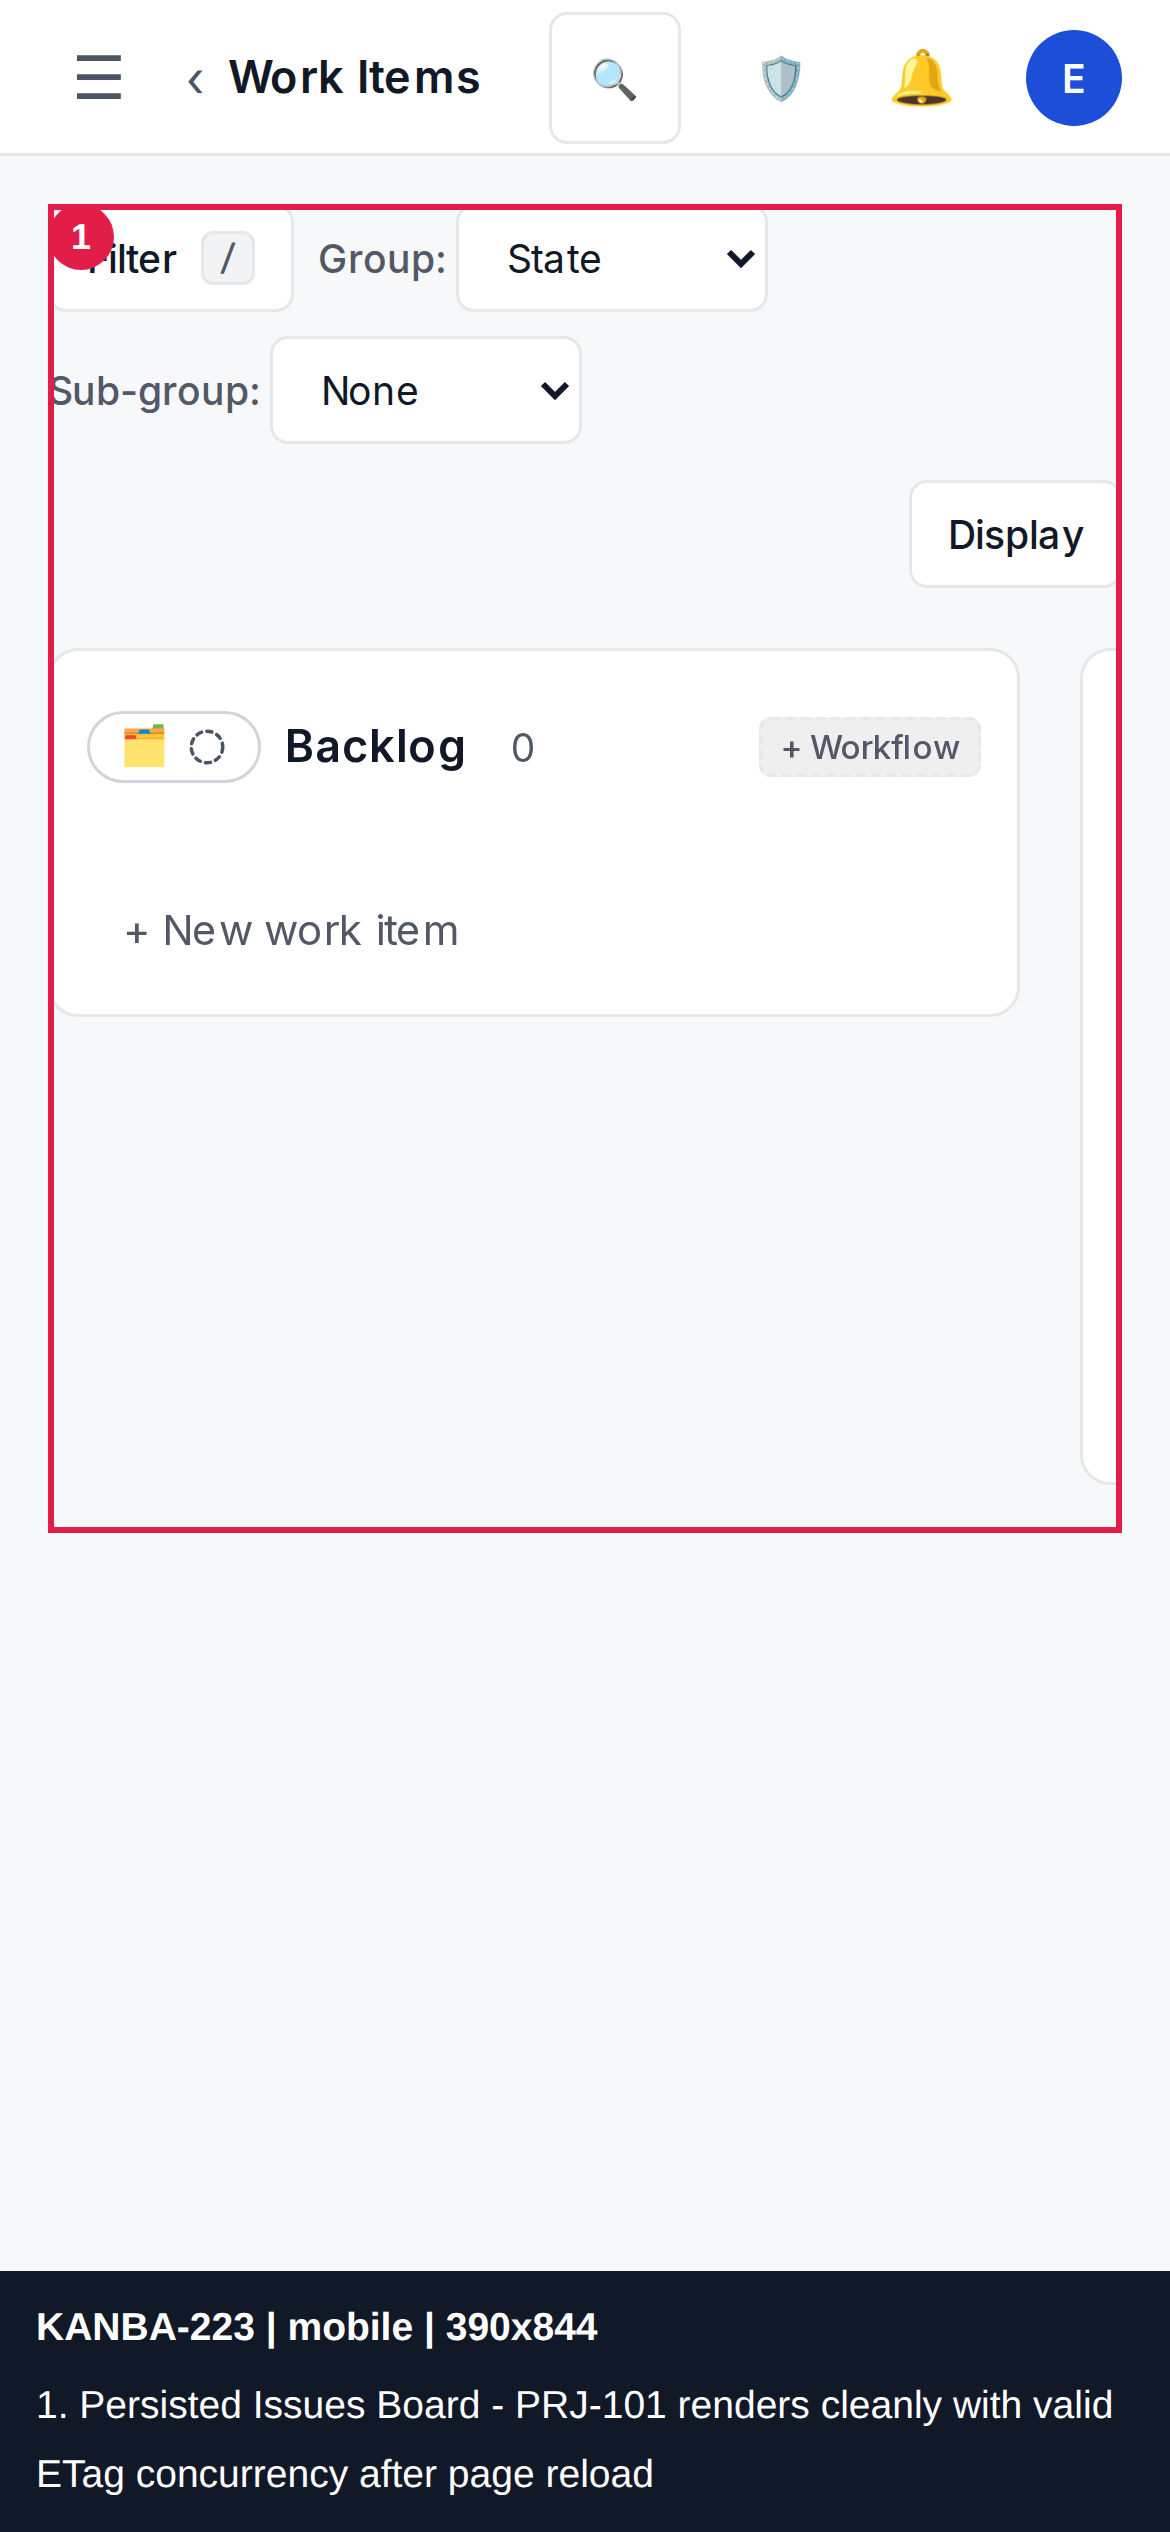 ☰ ‹ Work Items E
1
Filter / Group: State
Sub-group: None
Display
Backlog 0 + Workflow
+ New work item
KANBA-223 | mobile | 390x844
1. Persisted Issues Board - PRJ-101 renders cleanly with valid
ETag concurrency after page reload